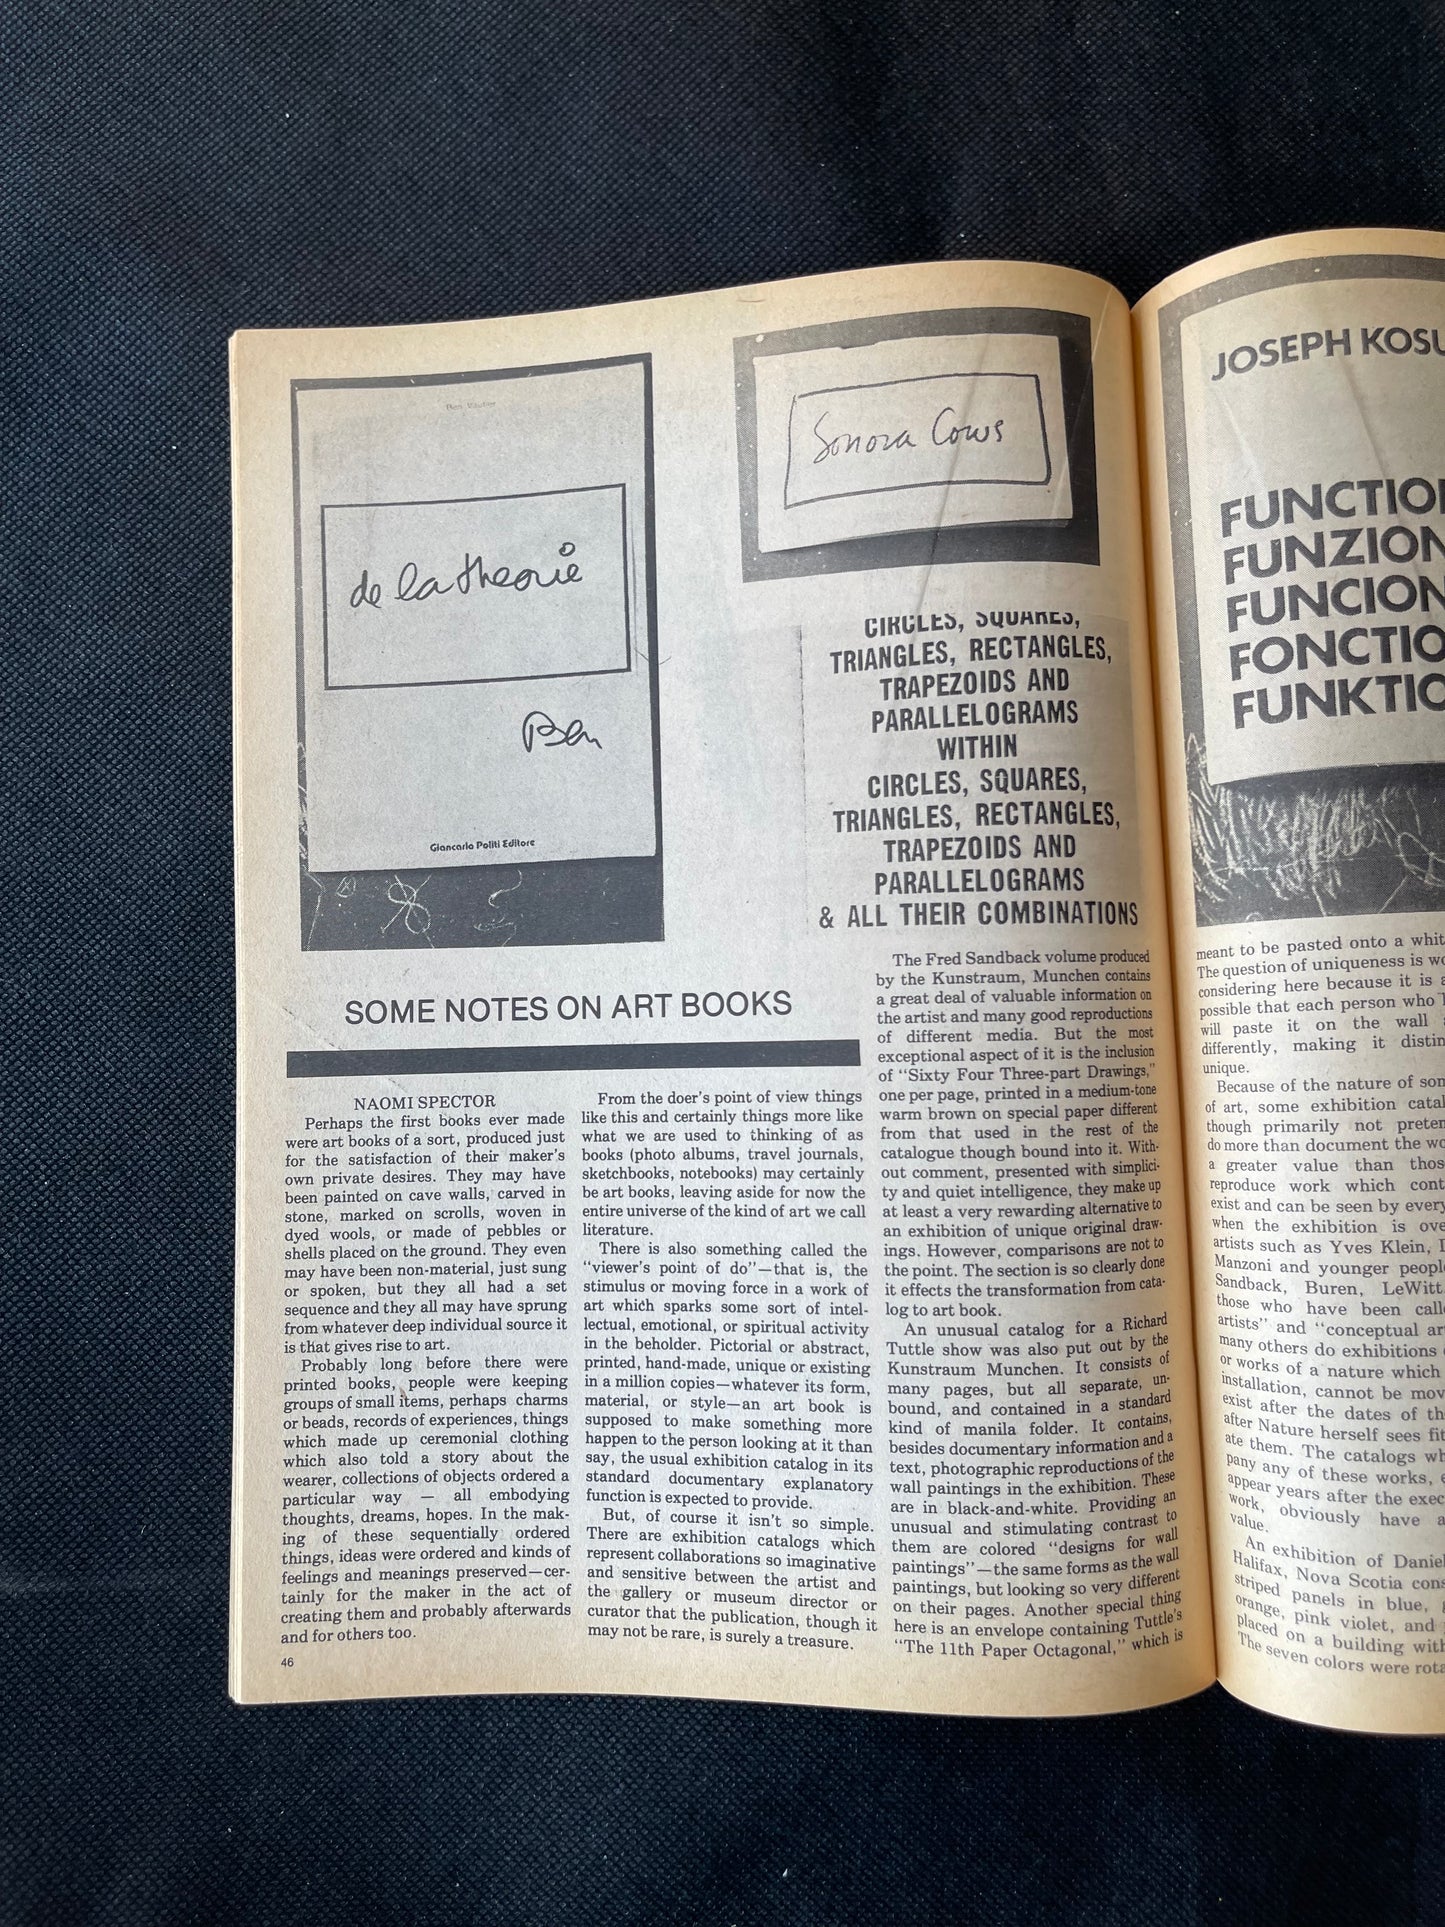 Ben Vautier
de la theorie
Ben
Giancarlo Politi Editore
Sonora Cows
CIRCLES, SQUARES,
TRIANGLES, RECTANGLES,
TRAPEZOIDS AND
PARALLELOGRAMS
WITHIN
CIRCLES, SQUARES,
TRIANGLES, RECTANGLES,
TRAPEZOIDS AND
PARALLELOGRAMS
& ALL THEIR COMBINATIONS
SOME NOTES ON ART BOOKS
NAOMI SPECTOR
Perhaps the first books ever made
were art books of a sort, produced just
for the satisfaction of their maker's
own private desires. They may have
been painted on cave walls, carved in
stone, marked on scrolls, woven in
dyed wools, or made of pebbles or
shells placed on the ground. They even
may have been non-material, just sung
or spoken, but they all had a set
sequence and they all may have sprung
from whatever deep individual source it
is that gives rise to art.
Probably long before there were
printed books, people were keeping
groups of small items, perhaps charms
or beads, records of experiences, things
which made up ceremonial clothing
which also told a story about the
wearer, collections of objects ordered a
particular way — all embodying
thoughts, dreams, hopes. In the mak-
ing of these sequentially ordered
things, ideas were ordered and kinds of
feelings and meanings preserved—cer-
tainly for the maker in the act of
creating them and probably afterwards
and for others too.
46
From the doer's point of view things
like this and certainly things more like
what we are used to thinking of as
books (photo albums, travel journals,
sketchbooks, notebooks) may certainly
be art books, leaving aside for now the
entire universe of the kind of art we call
literature.
There is also something called the
"viewer's point of do"—that is, the
stimulus or moving force in a work of
art which sparks some sort of intel-
lectual, emotional, or spiritual activity
in the beholder. Pictorial or abstract,
printed, hand-made, unique or existing
in a million copies—whatever its form,
material, or style—an art book is
supposed to make something more
happen to the person looking at it than
say, the usual exhibition catalog in its
standard documentary explanatory
function is expected to provide.
But, of course it isn't so simple.
There are exhibition catalogs which
represent collaborations so imaginative
and sensitive between the artist and
the gallery or museum director or
curator that the publication, though it
may not be rare, is surely a treasure.
The Fred Sandback volume produced
by the Kunstraum, Munchen contains
a great deal of valuable information on
the artist and many good reproductions
of different media. But the most
exceptional aspect of it is the inclusion
of "Sixty Four Three-part Drawings,"
one per page, printed in a medium-tone
warm brown on special paper different
from that used in the rest of the
catalogue though bound into it. With-
out comment, presented with simplici-
ty and quiet intelligence, they make up
at least a very rewarding alternative to
an exhibition of unique original draw-
ings. However, comparisons are not to
the point. The section is so clearly done
it effects the transformation from cata-
log to art book.
An unusual catalog for a Richard
Tuttle show was also put out by the
Kunstraum Munchen. It consists of
many pages, but all separate, un-
bound, and contained in a standard
kind of manila folder. It contains,
besides documentary information and a
text, photographic reproductions of the
wall paintings in the exhibition. These
are in black-and-white. Providing an
unusual and stimulating contrast to
them are colored "designs for wall
paintings"—the same forms as the wall
paintings, but looking so very different
on their pages. Another special thing
here is an envelope containing Tuttle's
"The 11th Paper Octagonal," which is
JOSEPH KOSU
FUNCTION
FUNZION
FUNCION
FONCTIO
FUNKTIO
meant to be pasted onto a whit
The question of uniqueness is wo
considering here because it is a
possible that each person who
will paste it on the wall
differently, making it distin
unique.
Because of the nature of som
of art, some exhibition catal
though primarily not preten
do more than document the wo
a greater value than thos
reproduce work which cont
exist and can be seen by every
when the exhibition is ove
artists such as Yves Klein,
Manzoni and younger people
Sandback, Buren, LeWitt
those who have been calle
artists" and "conceptual ar
many others do exhibitions
or works of a nature which
installation, cannot be mov
exist after the dates of th
after Nature herself sees fit
ate them. The catalogs wh
pany any of these works, e
appear years after the exec
work, obviously have a
value.
An exhibition of Daniel
Halifax, Nova Scotia cons
striped panels in blue,
orange, pink violet, and
placed on a building with
The seven colors were rota